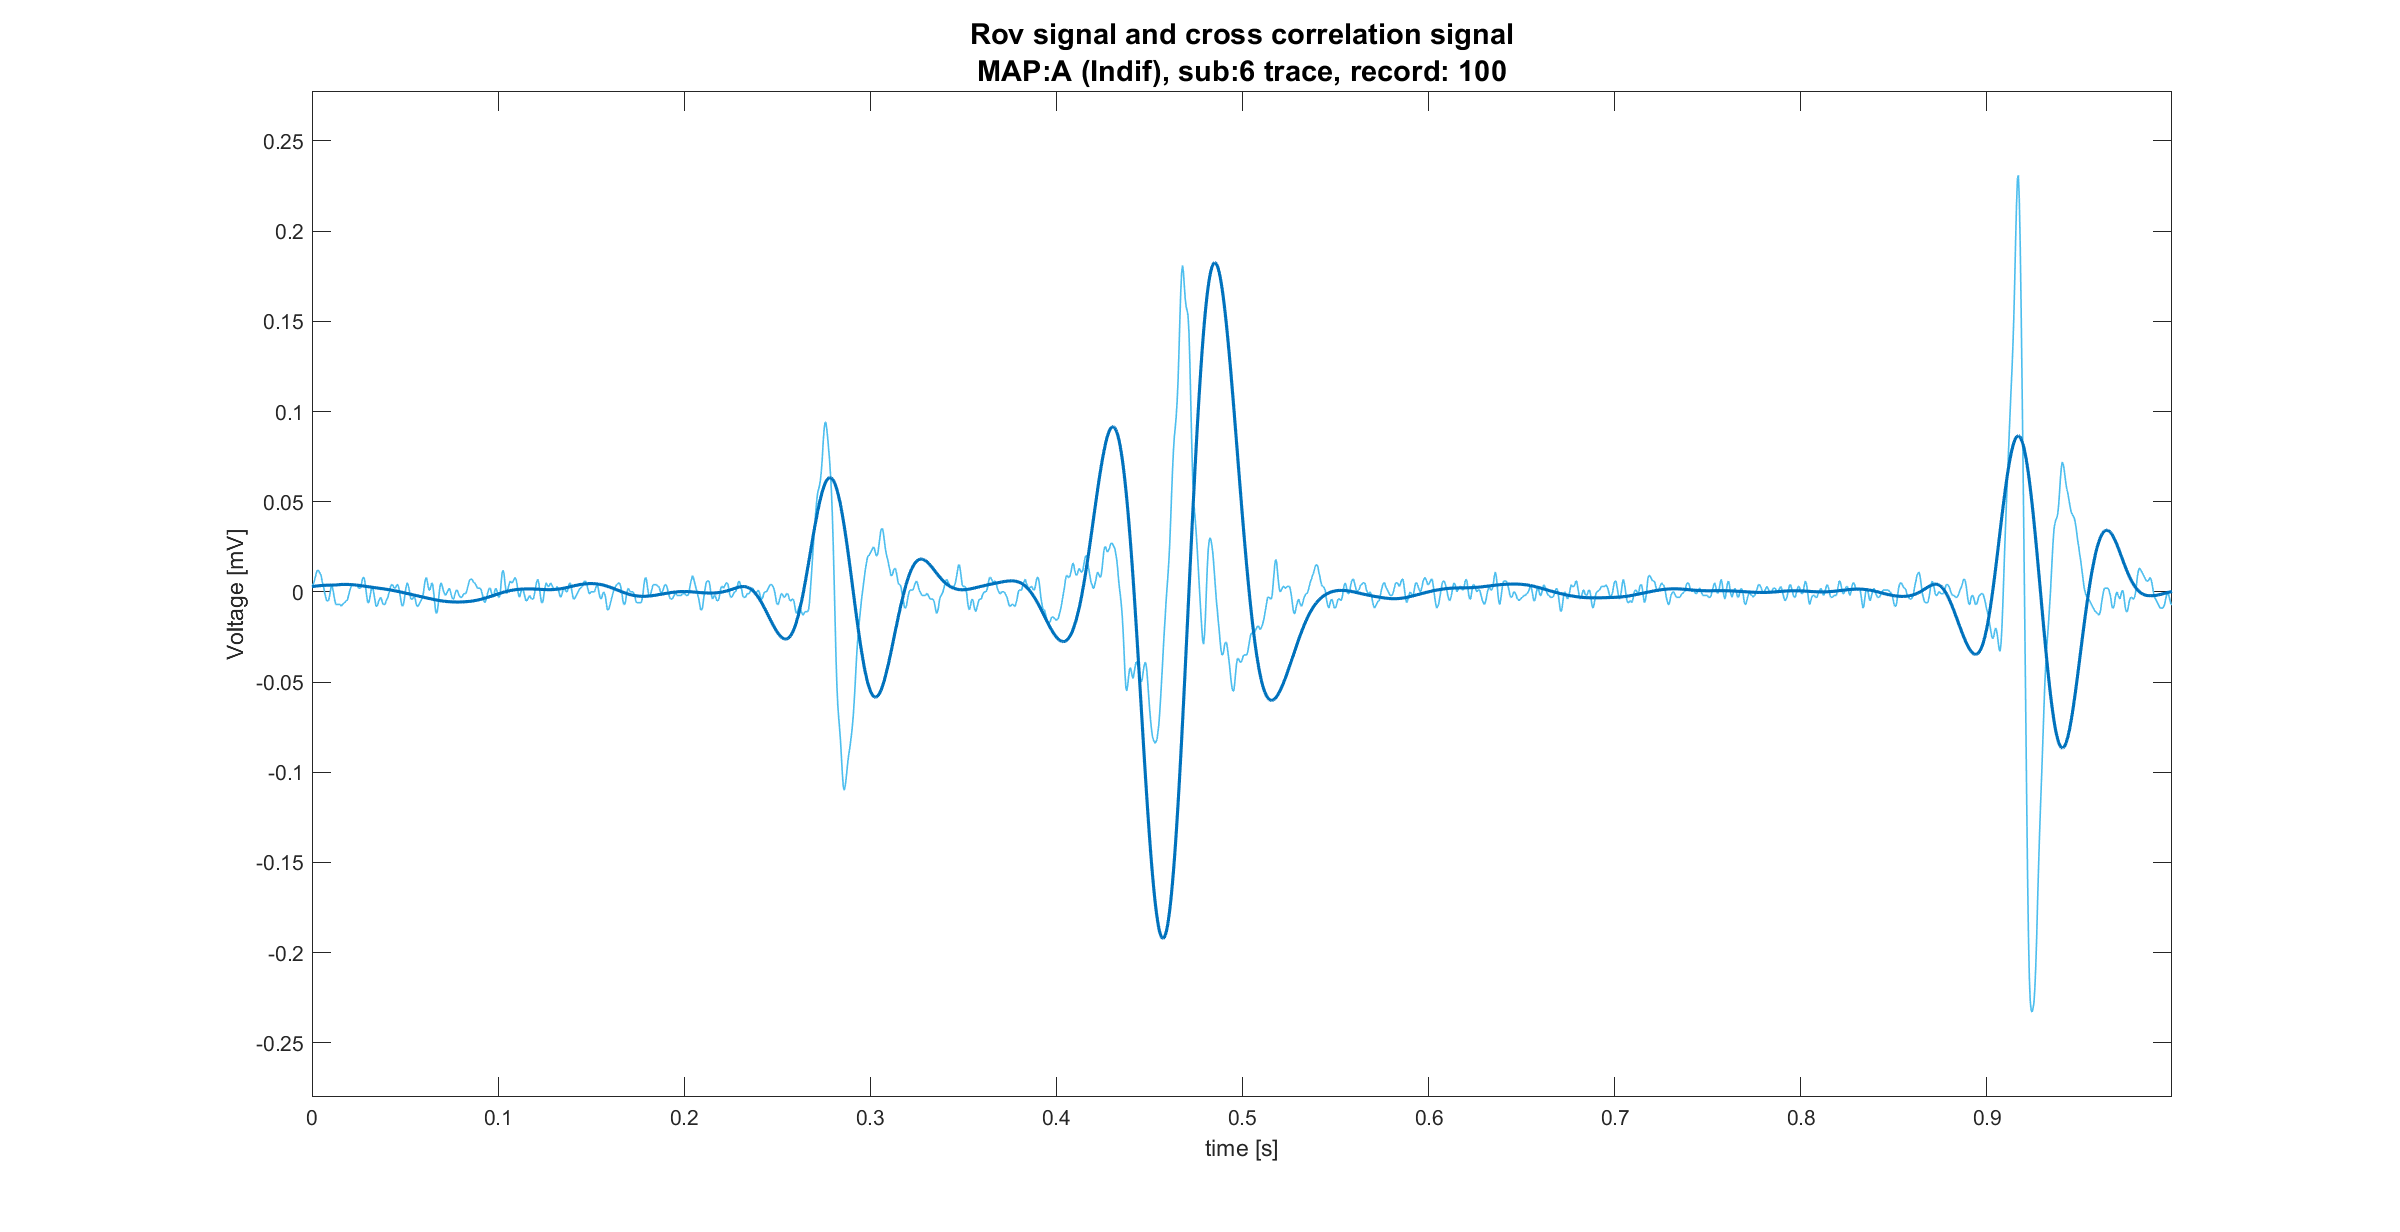 Rov signal and cross correlation signal
MAP:A (Indif), sub:6 trace, record: 100
0.25
0.2
0.15
0.1
0.05
0
-0.05
-0.1
-0.15
-0.2
-0.25
Voltage [mV]
0 0.1 0.2 0.3 0.4 0.5 0.6 0.7 0.8 0.9
time [s]